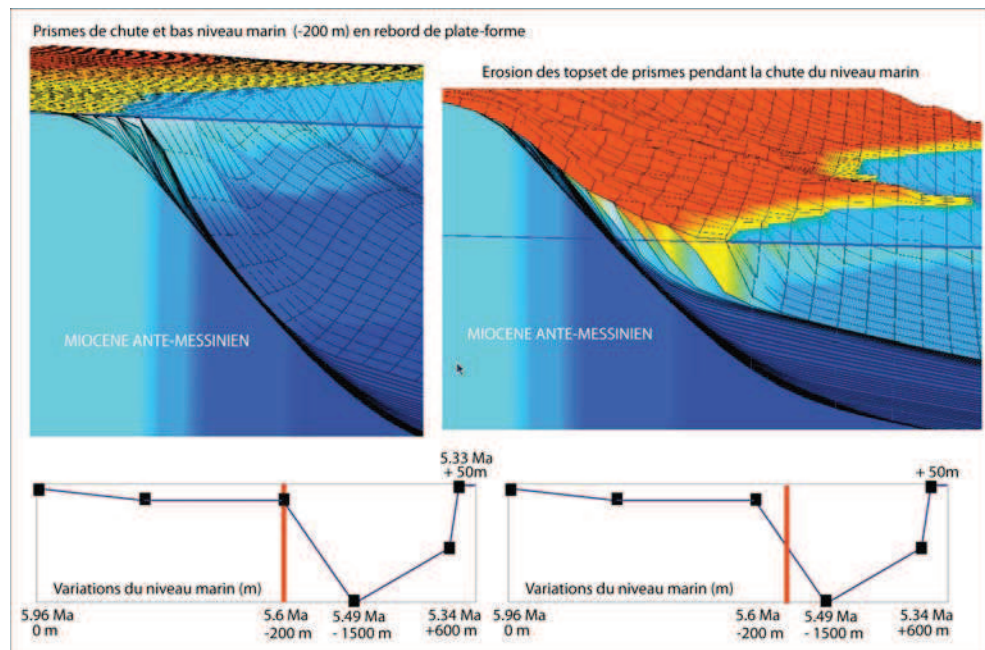 Prismes de chute et bas niveau marin (-200 m) en rebord de plate-forme
Erosion des topset de prismes pendant la chute du niveau marin
MIOCENE ANTE-MESSINIEN
MIOCENE ANTE-MESSINIEN
5.33 Ma
+ 50m
Variations du niveau marin (m)
5.96 Ma
0 m
5.6 Ma
-200 m
5.49 Ma
- 1500 m
5.34 Ma
+600 m
+ 50m
Variations du niveau marin (m)
5.96 Ma
0 m
5.6 Ma
-200 m
5.49 Ma
- 1500 m
5.34 Ma
+600 m